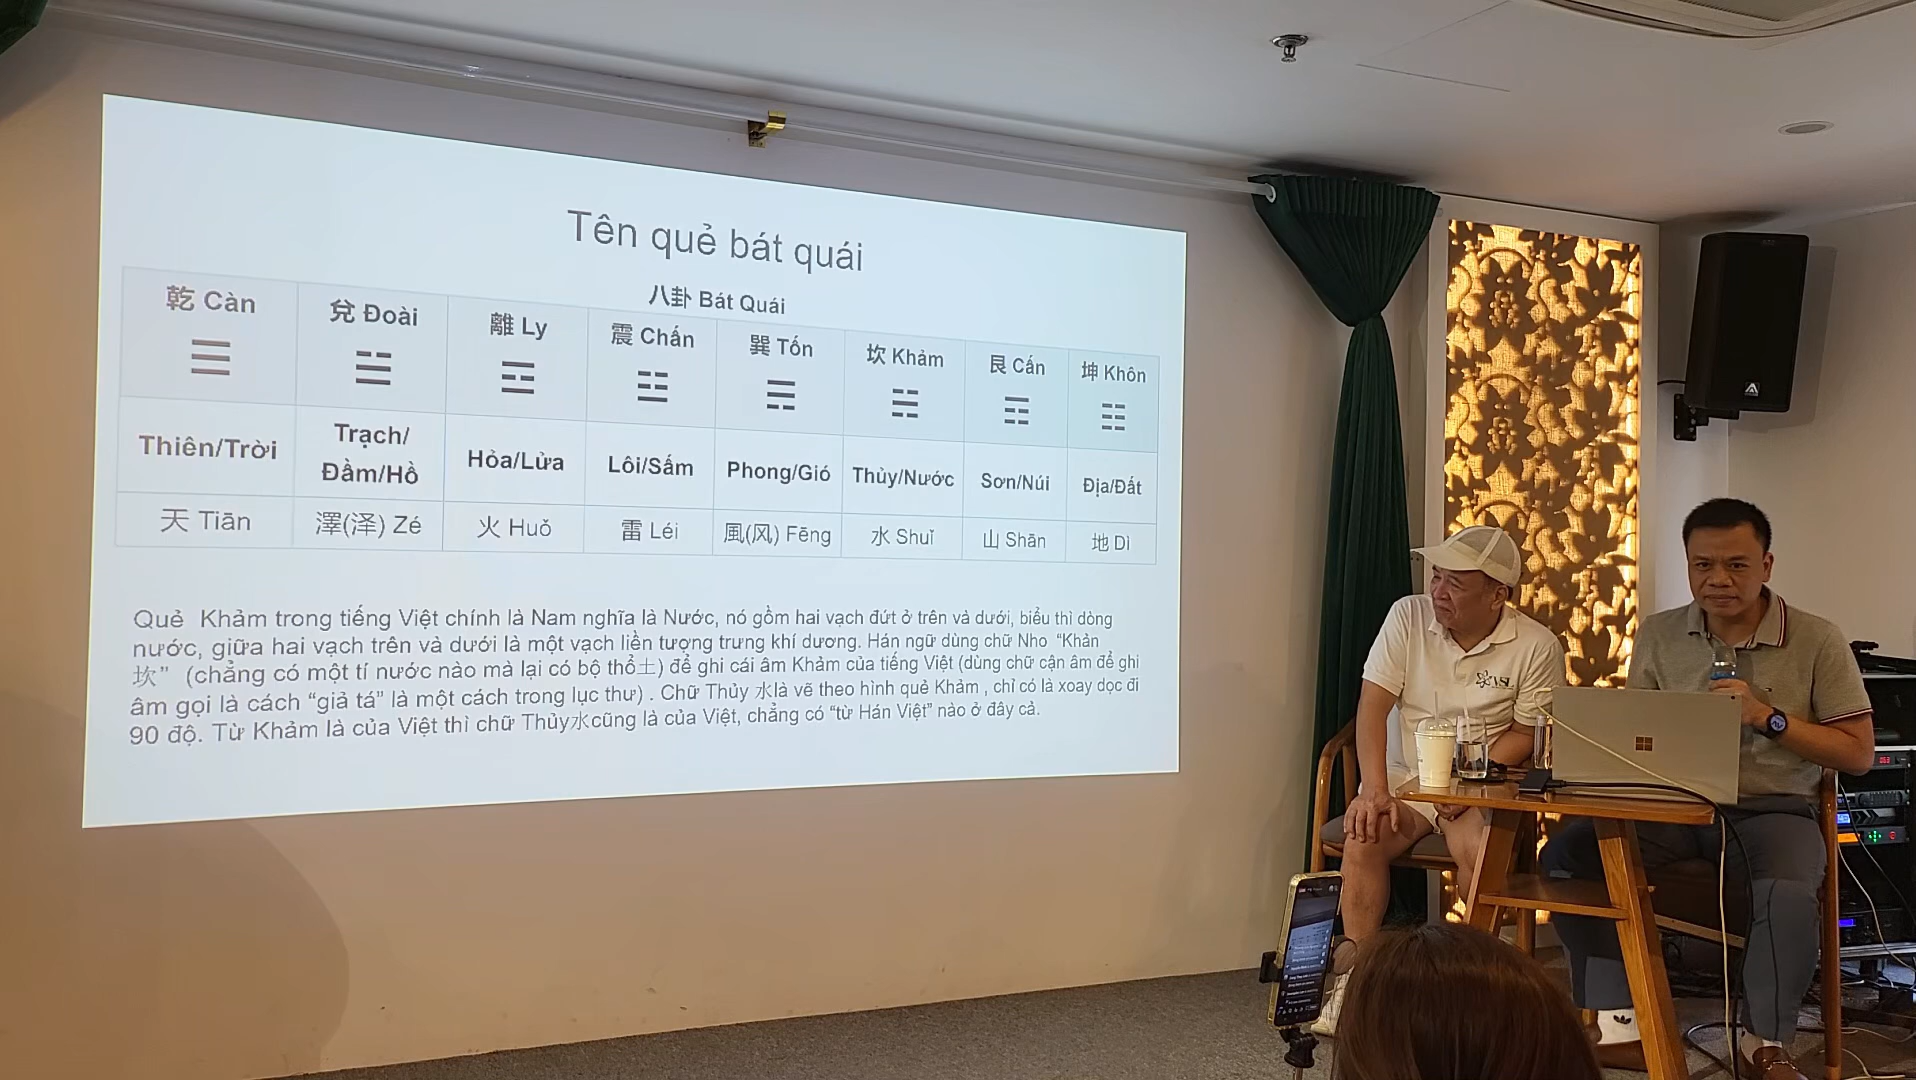 Tên quẻ bát quái
八卦 Bát Quái
乾 Càn 兌 Đoài 離 Ly 震 Chấn 巽 Tốn 坎 Khảm 艮 Cấn 坤 Khôn
☰ ☱ ☲ ☳ ☴ ☵ ☶ ☷
Thiên/Trời Trạch/ Đầm/Hồ Hỏa/Lửa Lôi/Sấm Phong/Gió Thủy/Nước Sơn/Núi Địa/Đất
天 Tiān 澤(泽) Zé 火 Huǒ 雷 Léi 風(风) Fēng 水 Shuǐ 山 Shān 地 Dì
Quẻ Khảm trong tiếng Việt chính là Nam nghĩa là Nước, nó gồm hai vạch đứt ở trên và dưới, biểu thì dòng
nước, giữa hai vạch trên và dưới là một vạch liền tượng trưng khí dương. Hán ngữ dùng chữ Nho “Khản
坎” (chẳng có một tí nước nào mà lại có bộ thổ土) để ghi cái âm Khảm của tiếng Việt (dùng chữ cận âm để ghi
âm gọi là cách “giả tá” là một cách trong lục thư) . Chữ Thủy 水là vẽ theo hình quẻ Khảm , chỉ có là xoay dọc đi
90 độ. Từ Khảm là của Việt thì chữ Thủy水cũng là của Việt, chẳng có “từ Hán Việt” nào ở đây cả.